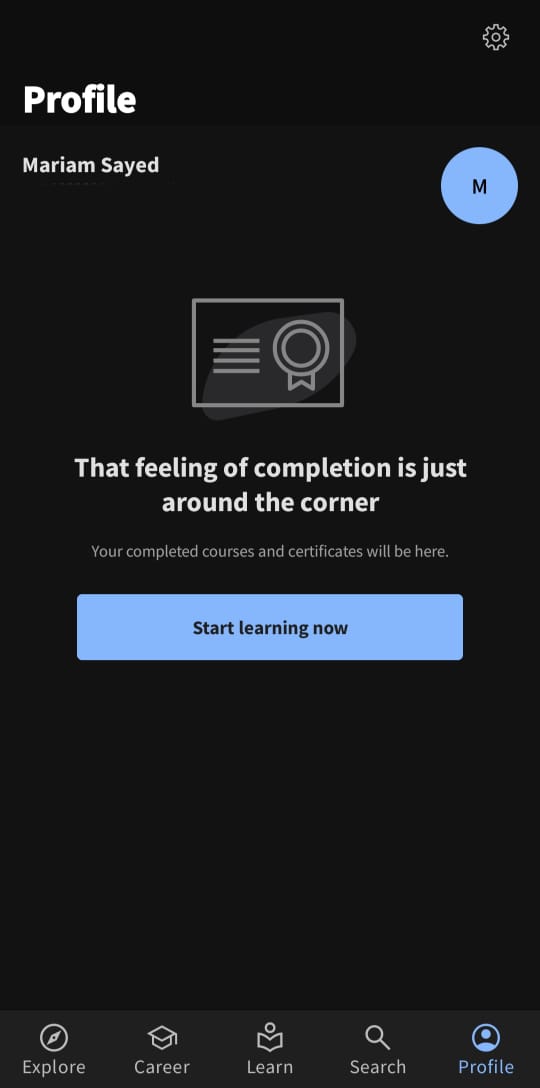 Profile
Mariam Sayed
M
That feeling of completion is just
around the corner
Your completed courses and certificates will be here.
Start learning now
Explore
Career
Learn
Search
Profile